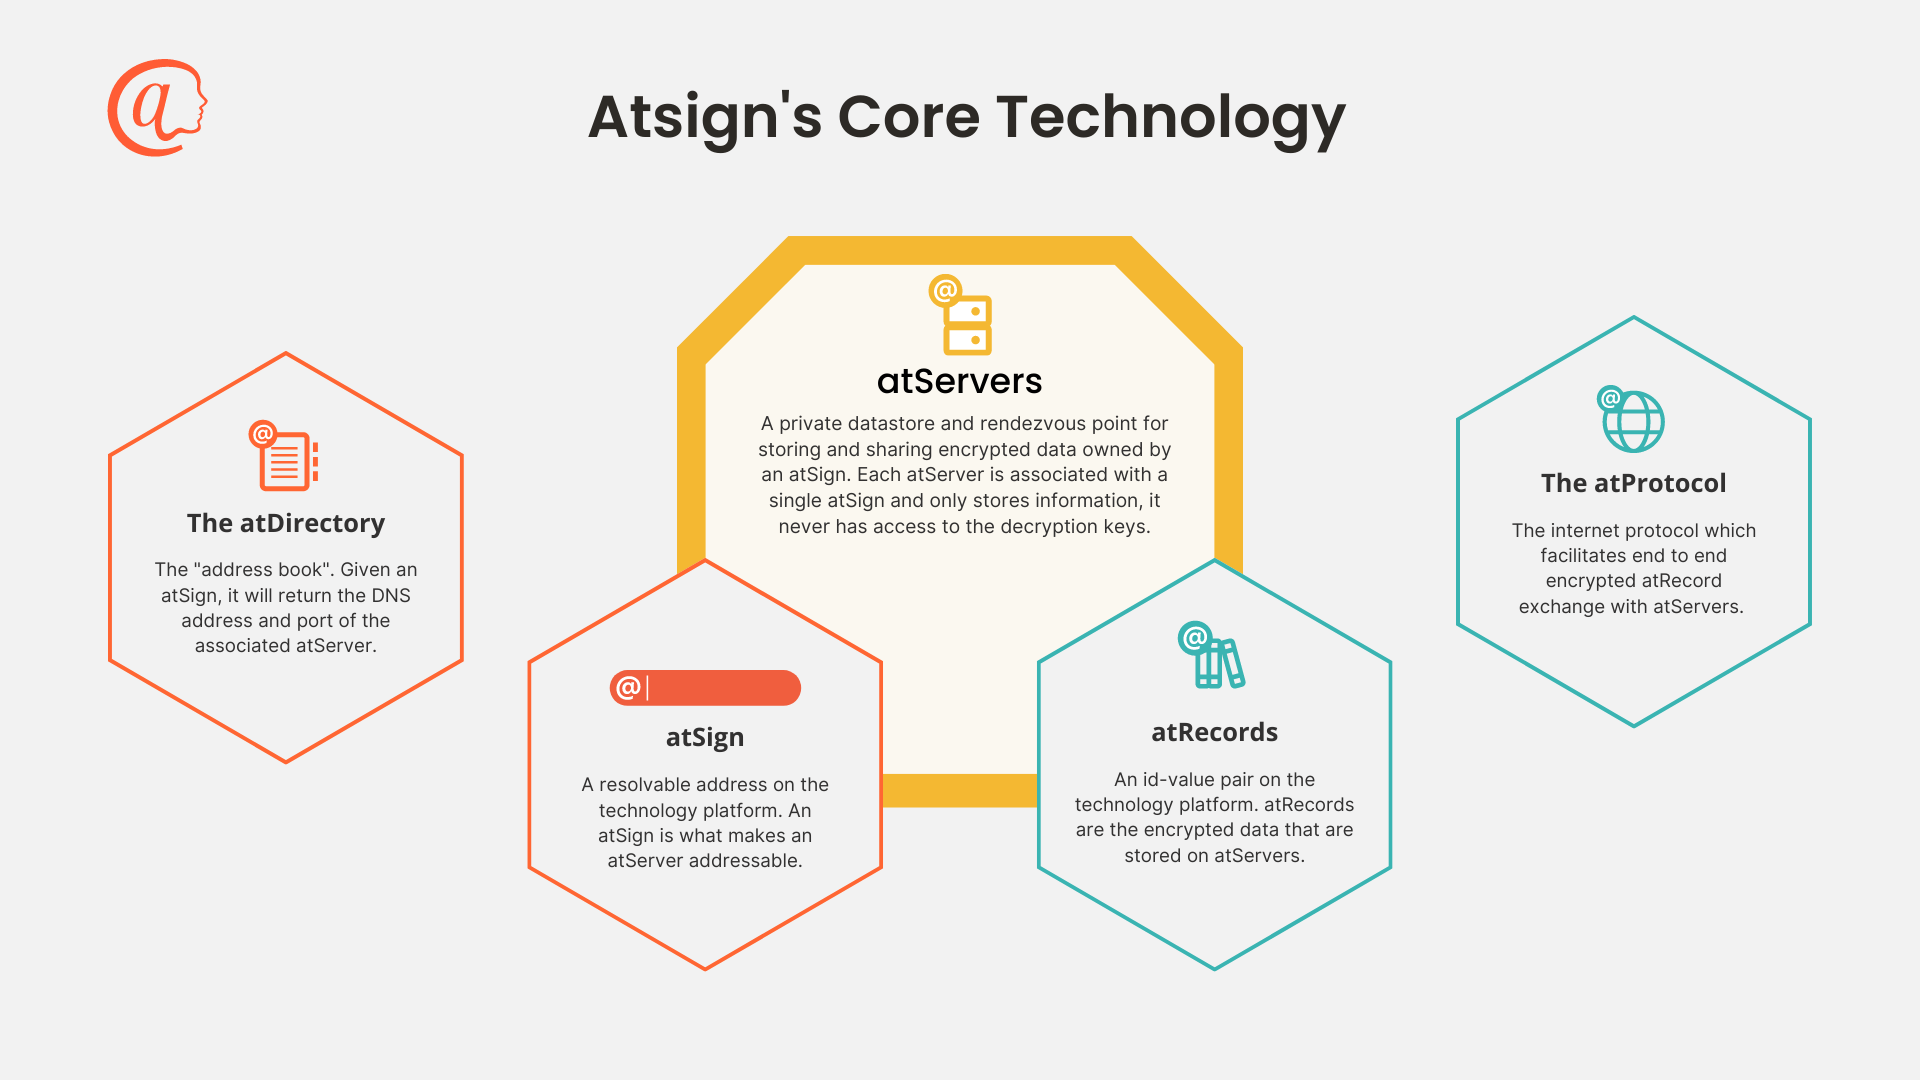 Atsign's Core Technology
@
atServers
A private datastore and rendezvous point for
storing and sharing encrypted data owned by
an atSign. Each atServer is associated with a
single atSign and only stores information, it
never has access to the decryption keys.
@
The atDirectory
The "address book". Given an
atSign, it will return the DNS
address and port of the
associated atServer.
@
atSign
A resolvable address on the
technology platform. An
atSign is what makes an
atServer addressable.
@
atRecords
An id-value pair on the
technology platform. atRecords
are the encrypted data that are
stored on atServers.
@
The atProtocol
The internet protocol which
facilitates end to end
encrypted atRecord
exchange with atServers.